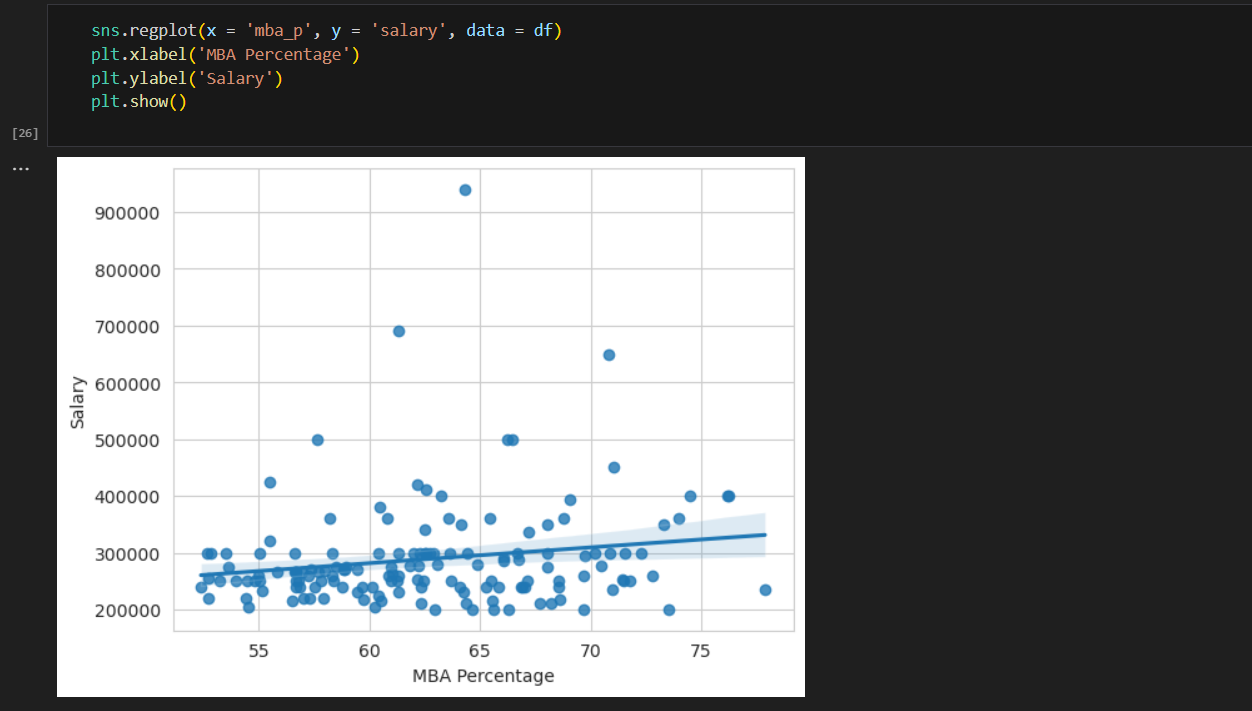 sns.regplot(x = 'mba_p', y = 'salary', data = df)
plt.xlabel('MBA Percentage')
plt.ylabel('Salary')
plt.show()
[26]
...
900000
800000
700000
600000
500000
400000
300000
200000
Salary
55 60 65 70 75
MBA Percentage